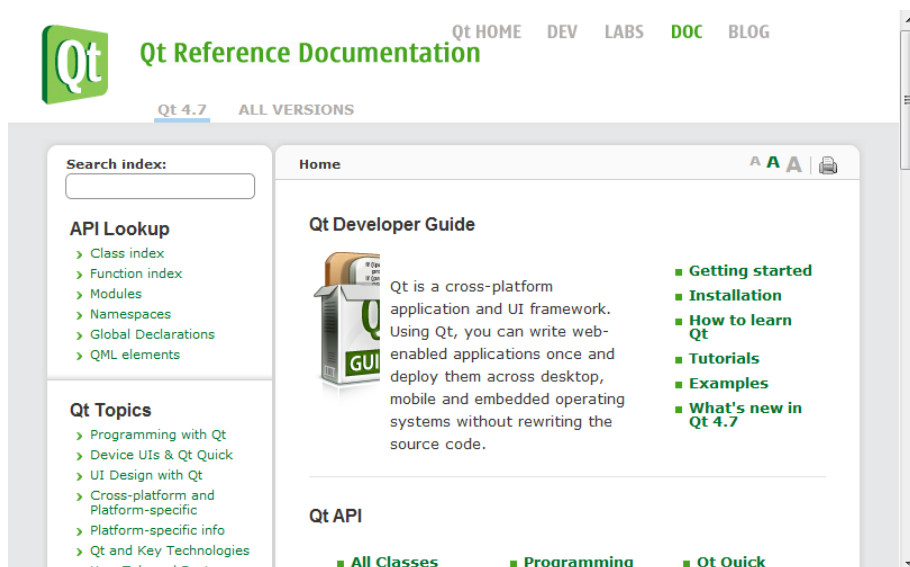 Qt HOME DEV LABS DOC BLOG
Qt
Qt Reference Documentation
Qt 4.7 ALL VERSIONS
Search index:
API Lookup
Class index
Function index
Modules
Namespaces
Global Declarations
QML elements
Qt Topics
Programming with Qt
Device UIs & Qt Quick
UI Design with Qt
Cross-platform and
Platform-specific
Platform-specific info
Qt and Key Technologies
Home
A A A
Qt Developer Guide
GUI
Qt is a cross-platform
application and UI framework.
Using Qt, you can write web-
enabled applications once and
deploy them across desktop,
mobile and embedded operating
systems without rewriting the
source code.
Getting started
Installation
How to learn
Qt
Tutorials
Examples
What's new in
Qt 4.7
Qt API
All Classes
Programming
Qt Quick